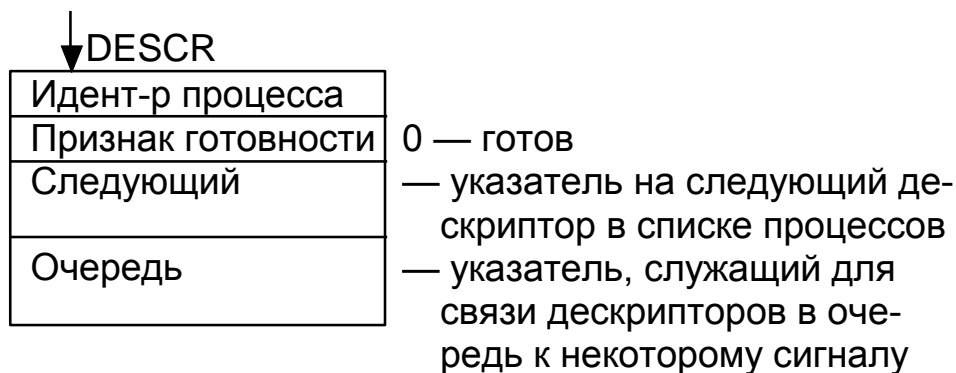 DESCR
Идент-р процесса
Признак готовности 0 — готов
Следующий — указатель на следующий де-
скриптор в списке процессов
Очередь — указатель, служащий для
связи дескрипторов в оче-
редь к некоторому сигналу